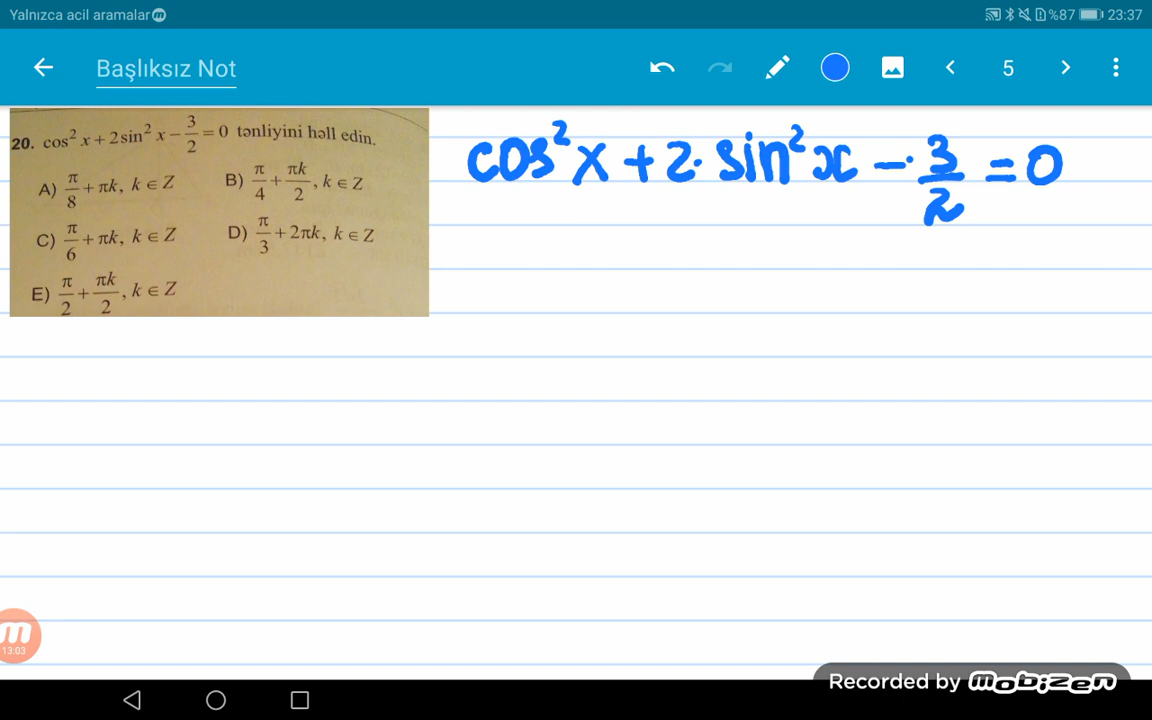 Yalnızca acil aramalar
%87 23:37
Başlıksız Not
5
20. cos² x + 2 sin² x − 3/2 = 0 tənliyini həll edin.
A) π/8 + πk, k ∈ Z B) π/4 + πk/2, k ∈ Z
C) π/6 + πk, k ∈ Z D) π/3 + 2πk, k ∈ Z
E) π/2 + πk/2, k ∈ Z
cos²x + 2· sin²x − 3/2 = 0
13:03
Recorded by mobizen